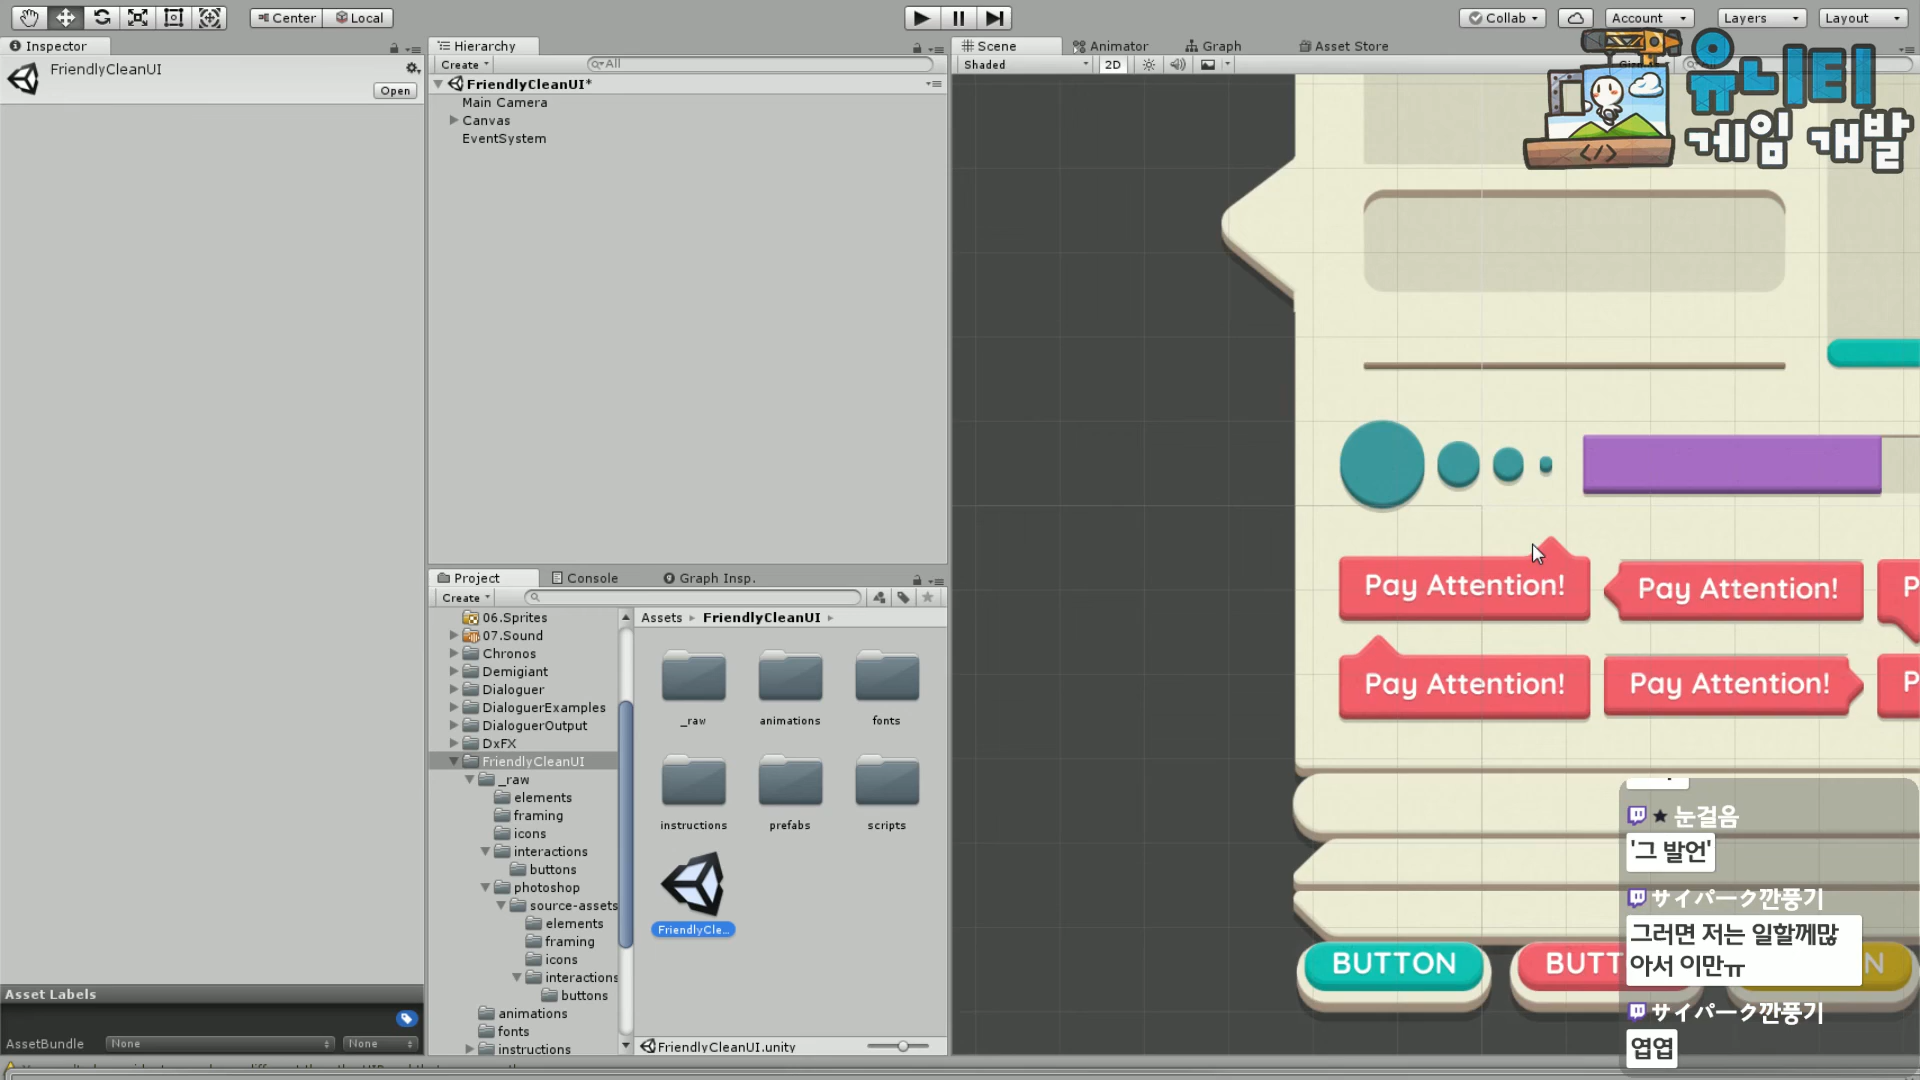 Center
Local
Collab
Account
Layers
Layout
Inspector
FriendlyCleanUI
Open
Hierarchy
Create
All
FriendlyCleanUI*
Main Camera
Canvas
EventSystem
Scene
Animator
Graph
Asset Store
Shaded
2D
유니티
게임 개발
</>
Pay Attention!
Pay Attention!
P
Pay Attention!
Pay Attention!
P
BUTTON
BUTT
N
Project
Console
Graph Insp.
Create
06.Sprites
07.Sound
Chronos
Demigiant
Dialoguer
DialoguerExamples
DialoguerOutput
DxFX
FriendlyCleanUI
_raw
elements
framing
icons
interactions
buttons
photoshop
source-assets
elements
framing
icons
interactions
buttons
animations
fonts
instructions
Assets
FriendlyCleanUI
_raw
animations
fonts
instructions
prefabs
scripts
FriendlyCle...
FriendlyCleanUI.unity
Asset Labels
AssetBundle
None
None
눈걸음
'그 발언'
サイパーク깐풍기
그러면 저는 일할께많
아서 이만ㅠ
サイパーク깐풍기
엽엽